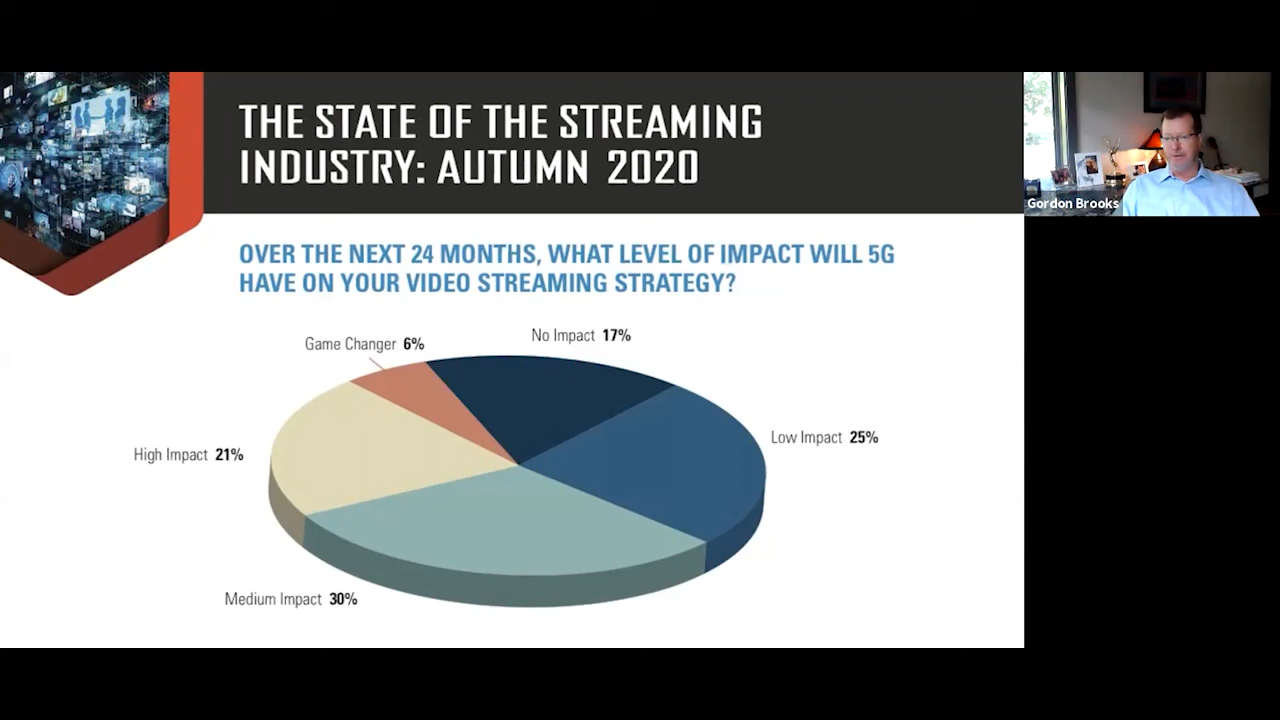 THE STATE OF THE STREAMING
INDUSTRY: AUTUMN 2020
Gordon Brooks
OVER THE NEXT 24 MONTHS, WHAT LEVEL OF IMPACT WILL 5G
HAVE ON YOUR VIDEO STREAMING STRATEGY?
Game Changer 6%
No Impact 17%
Low Impact 25%
High Impact 21%
Medium Impact 30%